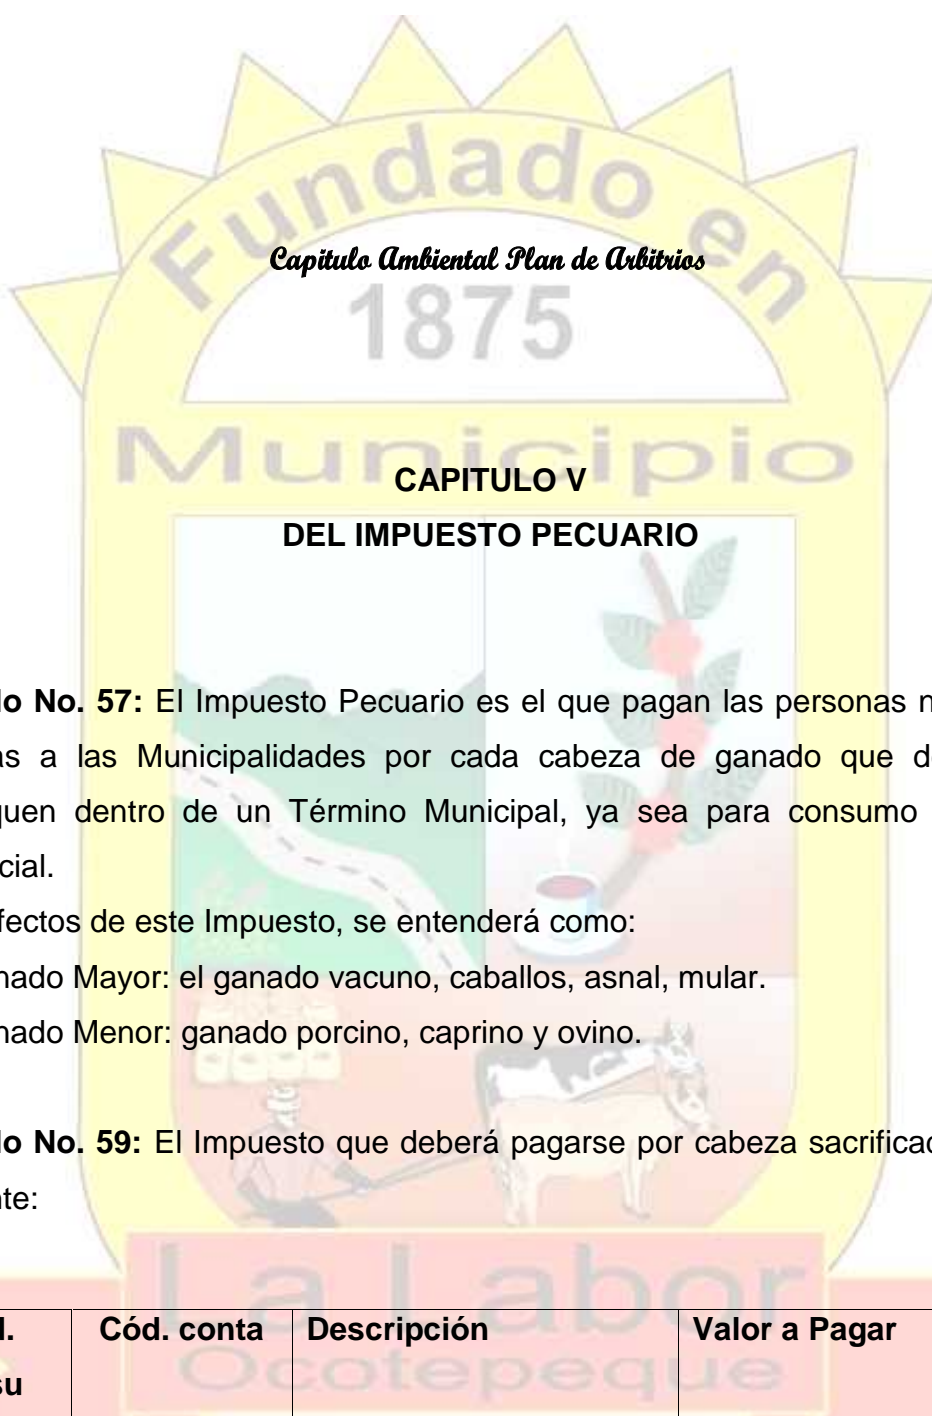 Fundado en
Capitulo Ambiental Plan de Arbitrios
1875
Municipio
CAPITULO V
DEL IMPUESTO PECUARIO
lo No. 57: El Impuesto Pecuario es el que pagan las personas n
as a las Municipalidades por cada cabeza de ganado que d
quen dentro de un Término Municipal, ya sea para consumo
cial.
fectos de este Impuesto, se entenderá como:
nado Mayor: el ganado vacuno, caballos, asnal, mular.
nado Menor: ganado porcino, caprino y ovino.
lo No. 59: El Impuesto que deberá pagarse por cabeza sacrifica
nte:
La Labor
l. Cód. conta Descripción Valor a Pagar
su
Ocotepeque